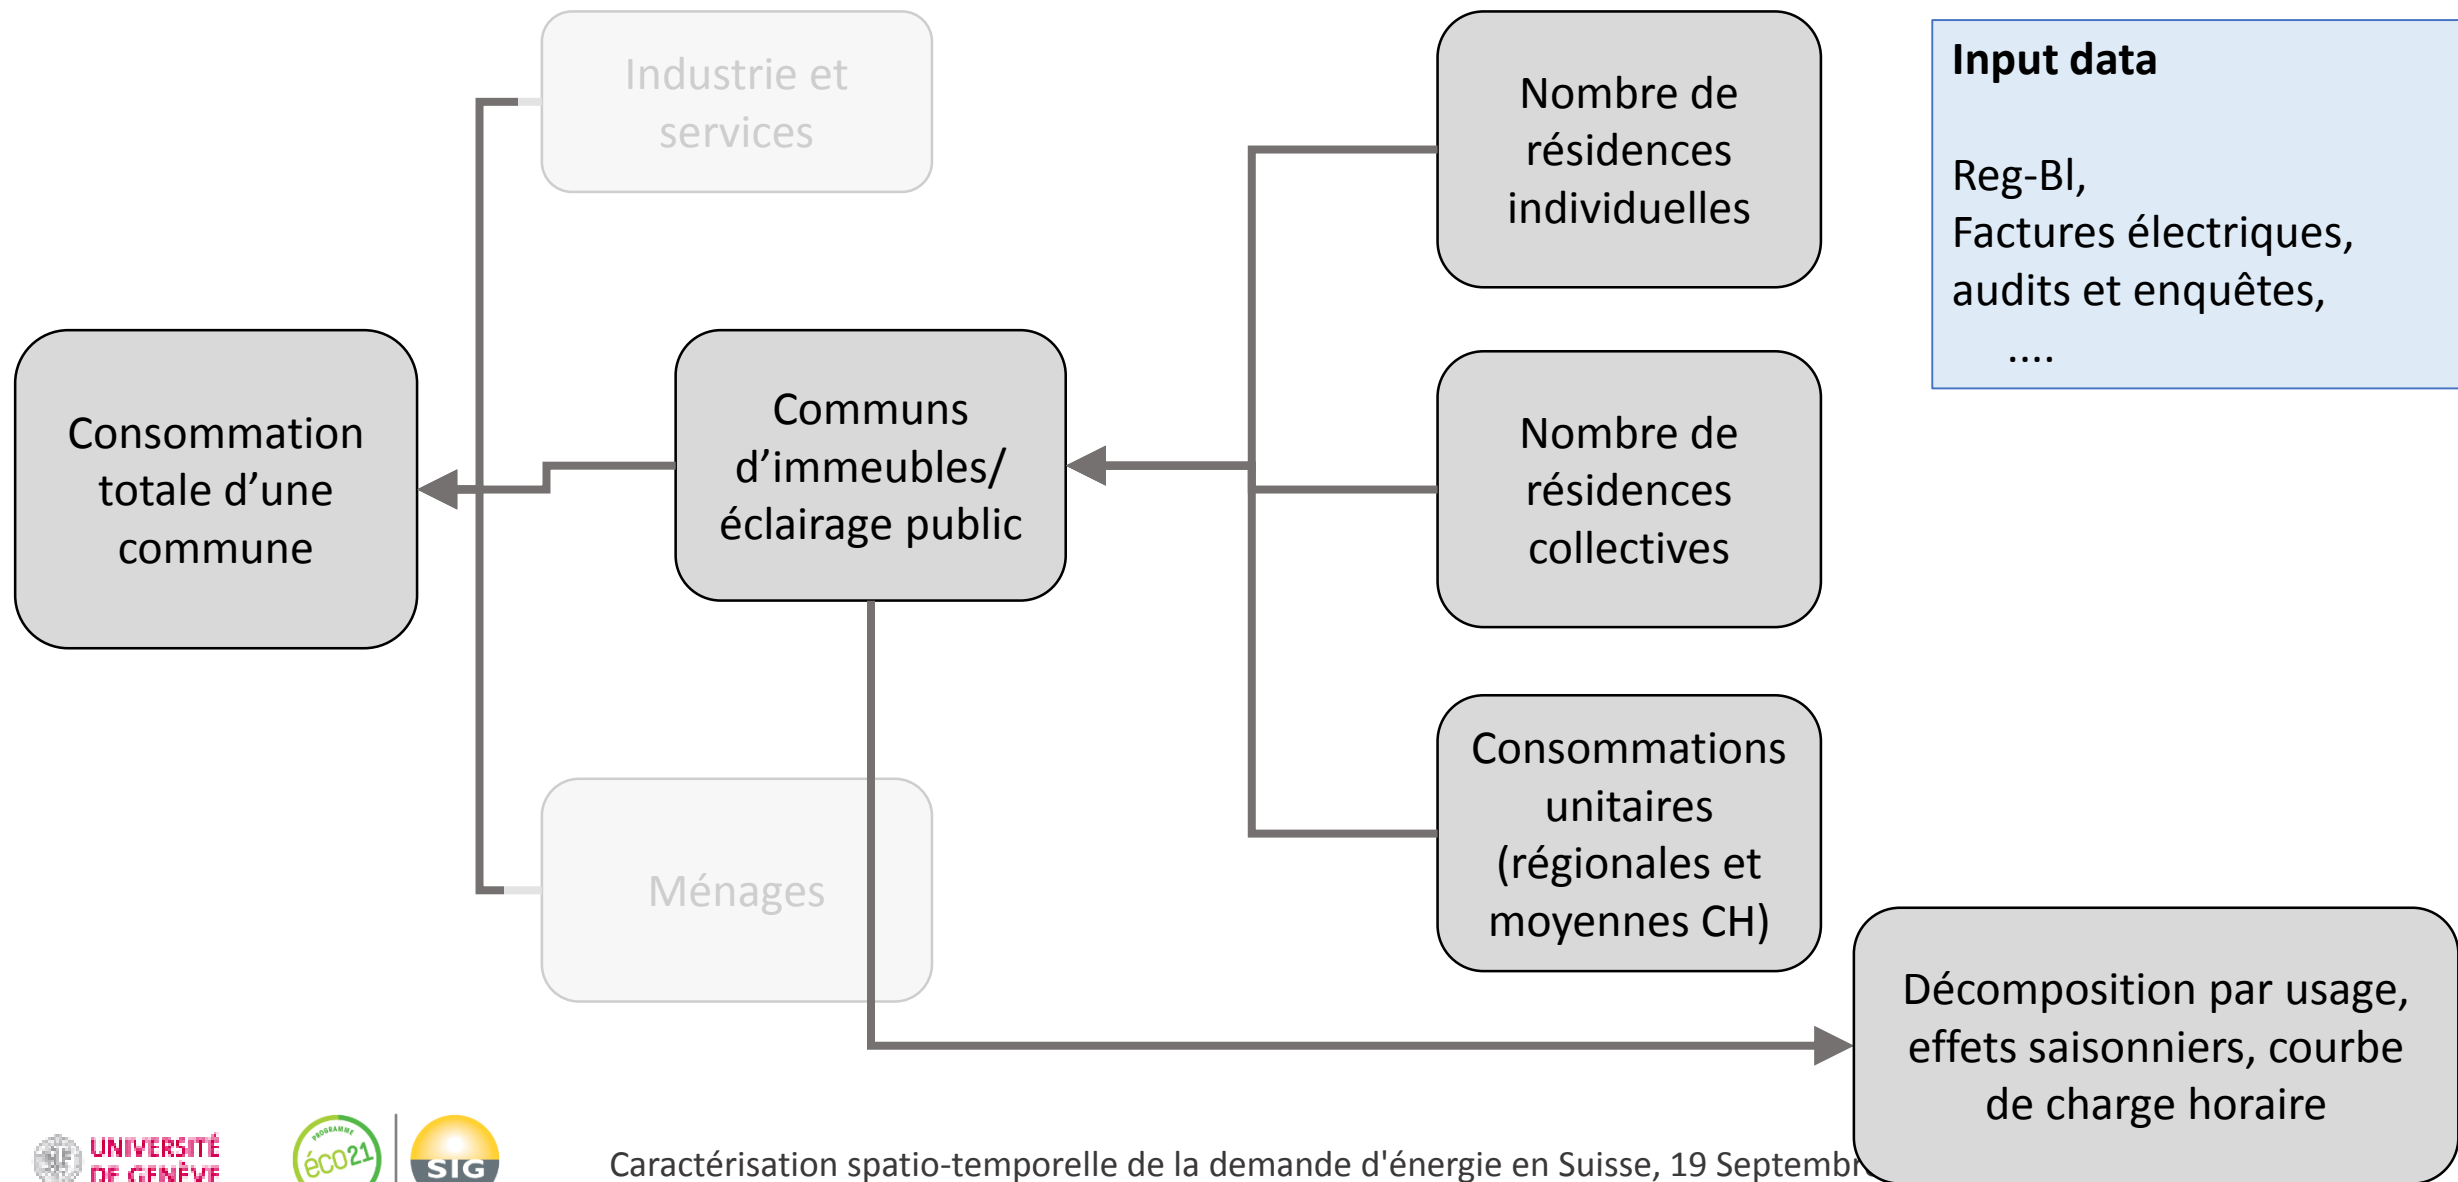 Industrie et
services
Nombre de
résidences
individuelles
Input data
Reg-Bl,
Factures électriques,
audits et enquêtes,
....
Consommation
totale d’une
commune
Communs
d’immeubles/
éclairage public
Nombre de
résidences
collectives
Ménages
Consommations
unitaires
(régionales et
moyennes CH)
Décomposition par usage,
effets saisonniers, courbe
de charge horaire
UNIVERSITÉ
DE GENÈVE
PROGRAMME
éco21
SIG
Caractérisation spatio-temporelle de la demande d'énergie en Suisse, 19 Septembr